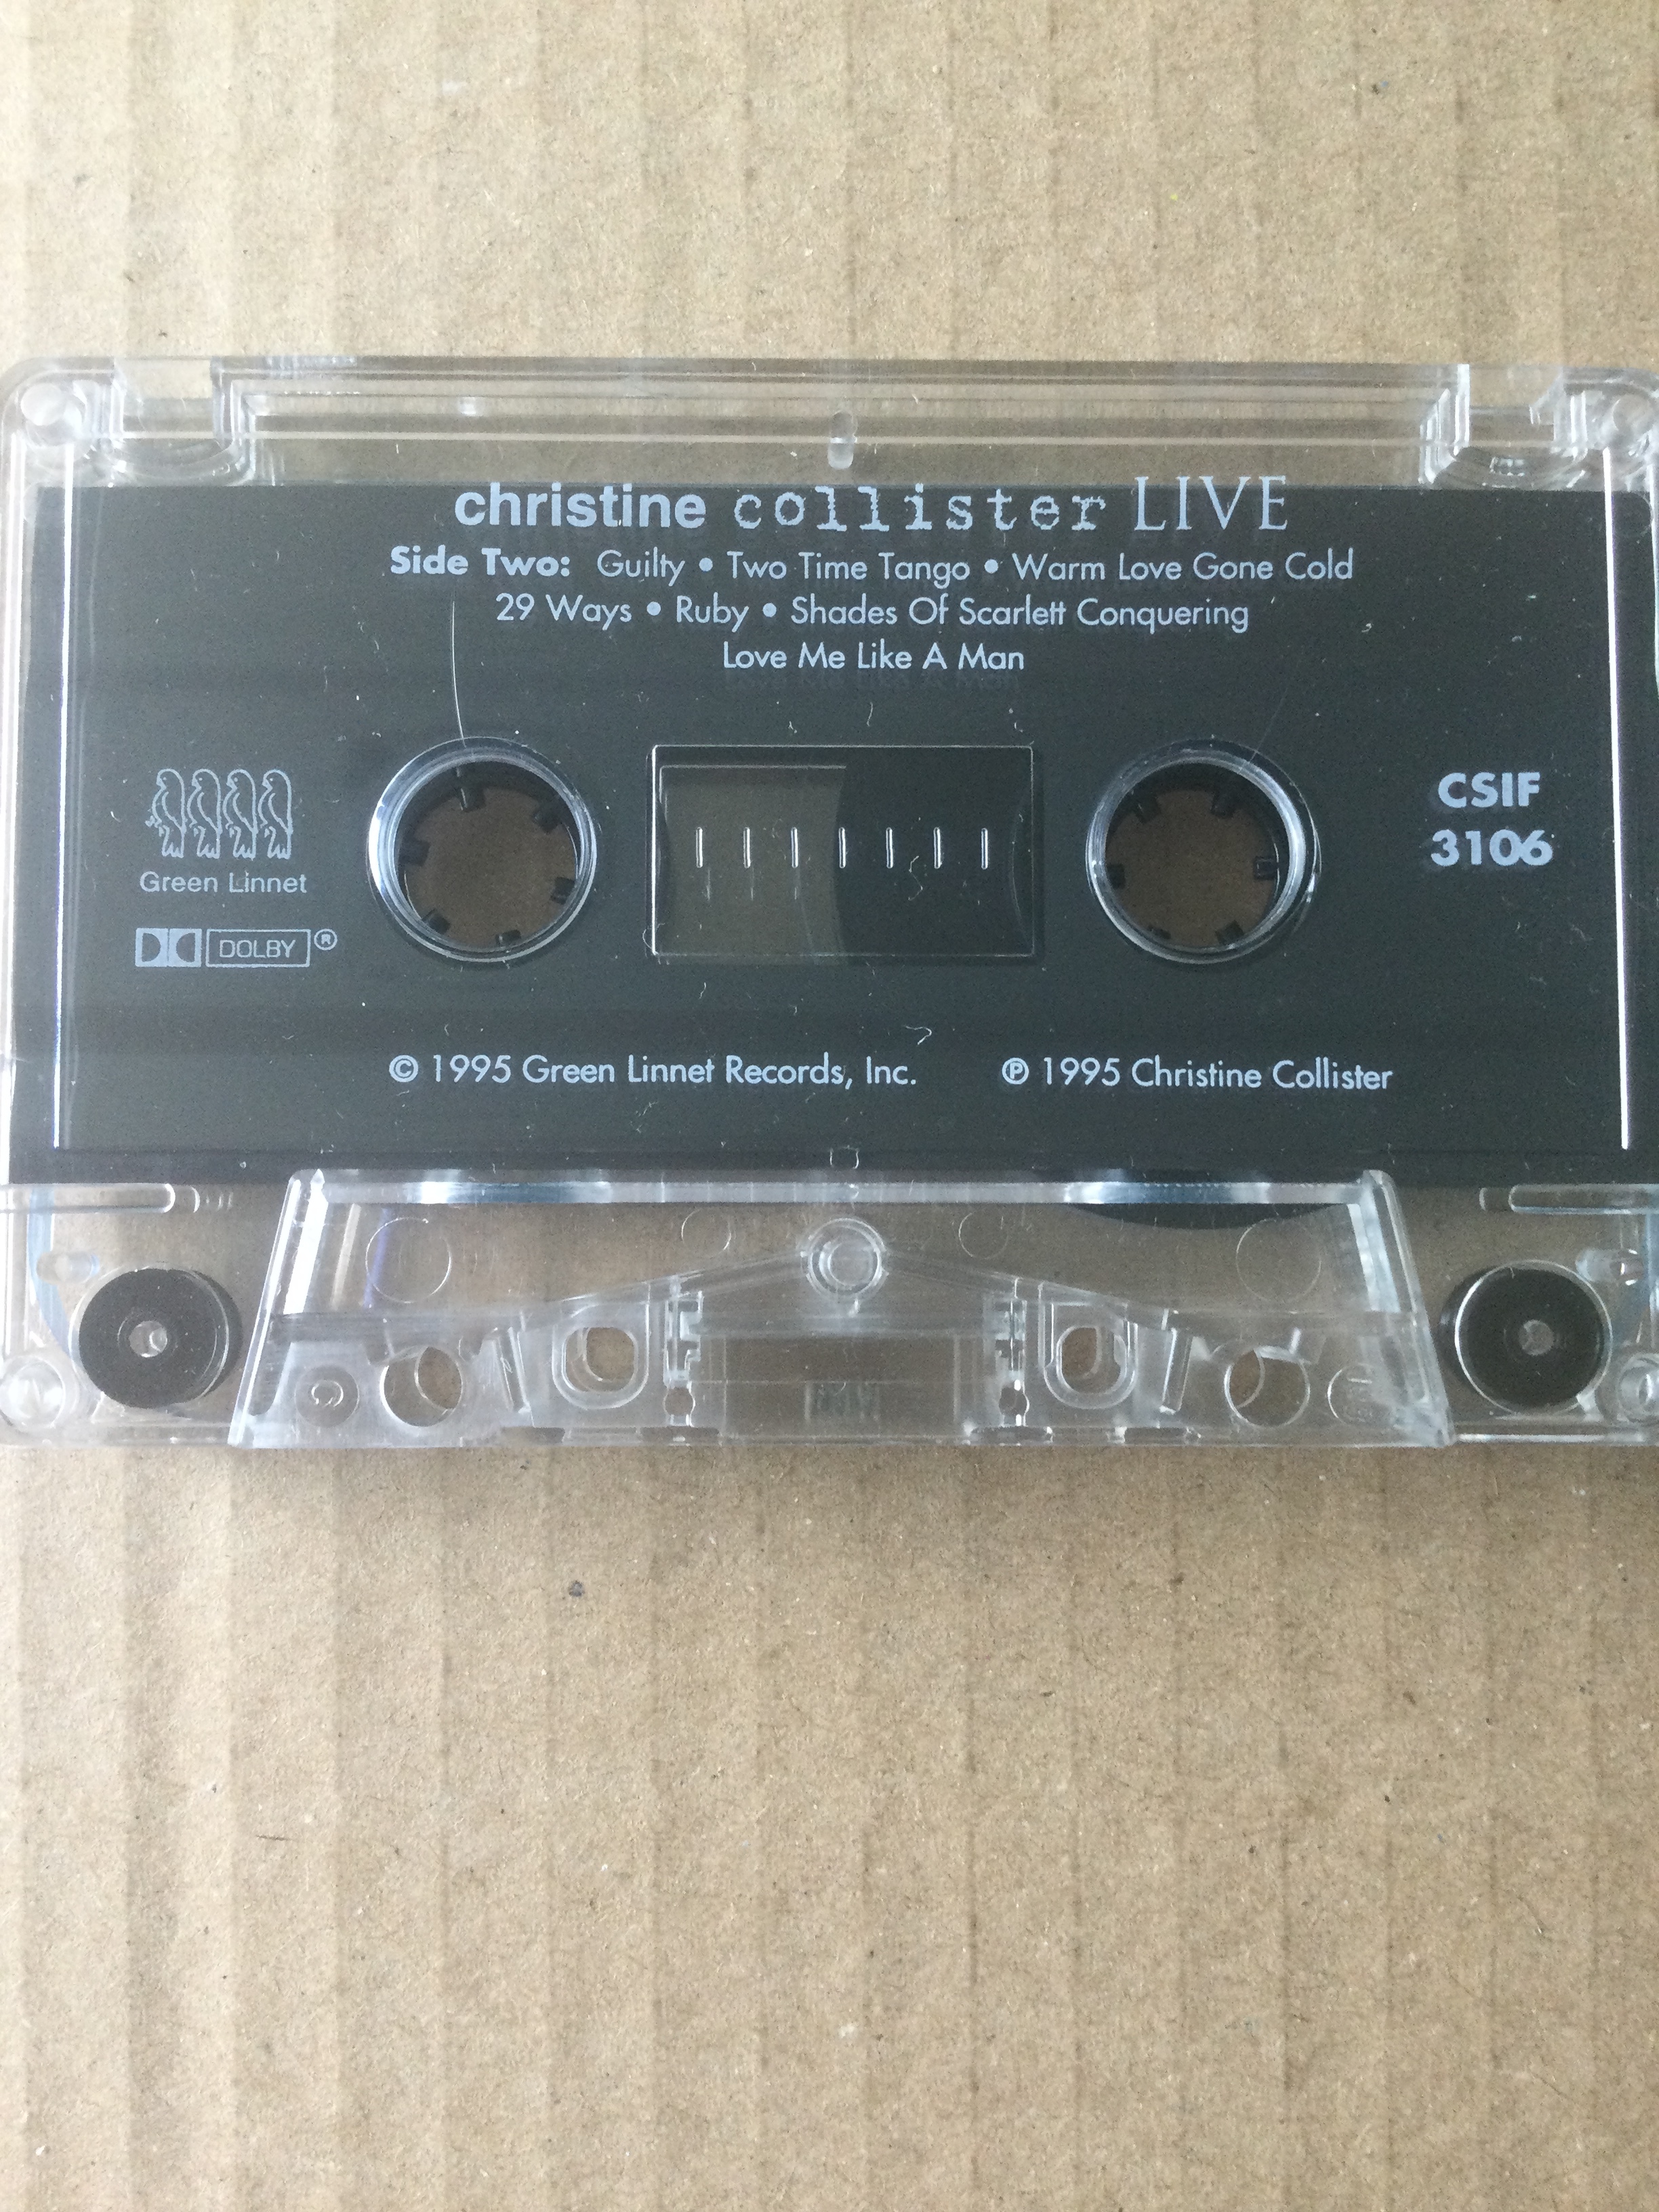 christine collister LIVE
Side Two: Guilty • Two Time Tango • Warm Love Gone Cold
29 Ways • Ruby • Shades Of Scarlett Conquering
Love Me Like A Man
CSIF
3106
Green Linnet
DOLBY ®
© 1995 Green Linnet Records, Inc. ℗ 1995 Christine Collister